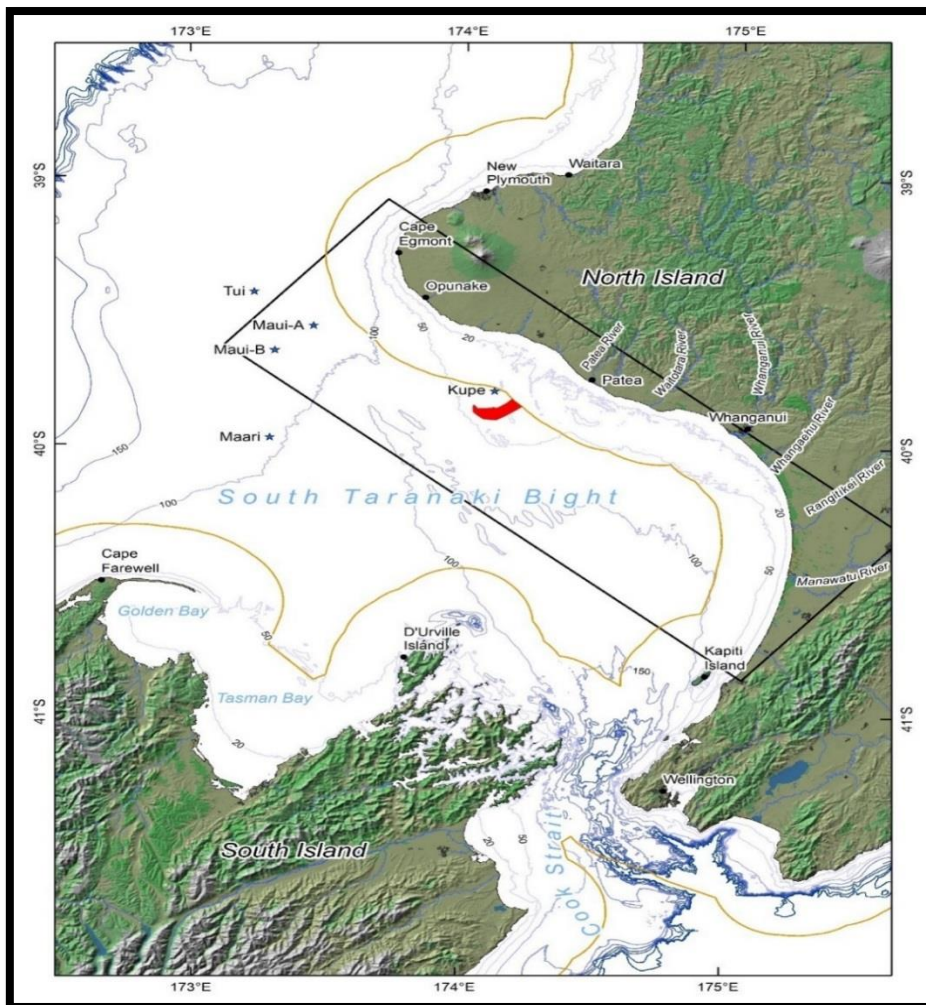 173°E 174°E 175°E
39°S 39°S
New
Plymouth
Waitara
Cape
Egmont
North Island
Opunake
Tui
Maui-A
Maui-B
100
50
20
Patea River
Waitotara River
Whanganui River
Kupe
Patea
50
Whanganui
Whangaehu River
Maari
40°S 40°S
150
Rangitikei River
100
South Taranaki Bight
20
Cape
Farewell
100
100
50
Manawatu River
Golden Bay
50
D'Urville
Island
Kapiti
Island
150
Tasman Bay
41°S 41°S
20
Wellington
South Island
20
50
Cook Strait
173°E 174°E 175°E